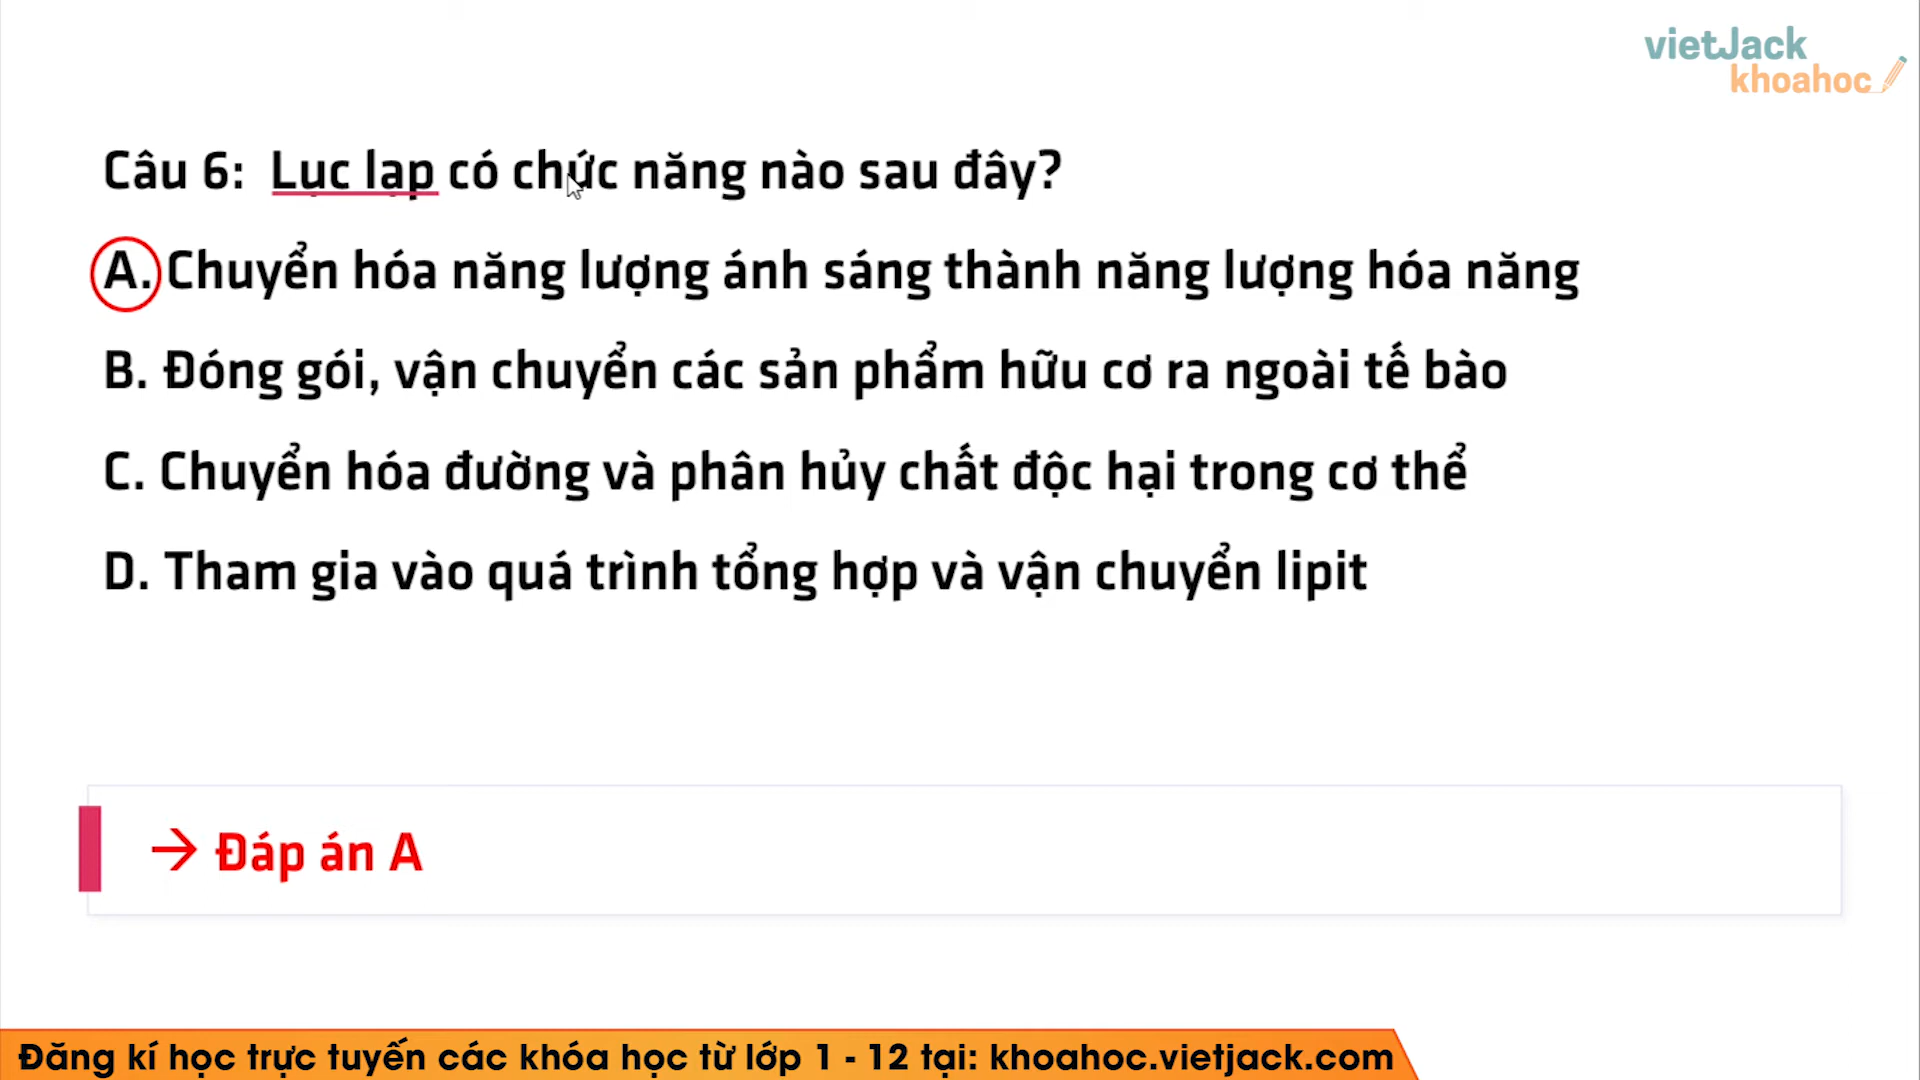 vietJack
khoahoc
Câu 6: Lục lạp có chức năng nào sau đây?
A. Chuyển hóa năng lượng ánh sáng thành năng lượng hóa năng
B. Đóng gói, vận chuyển các sản phẩm hữu cơ ra ngoài tế bào
C. Chuyển hóa đường và phân hủy chất độc hại trong cơ thể
D. Tham gia vào quá trình tổng hợp và vận chuyển lipit
→ Đáp án A
Đăng kí học trực tuyến các khóa học từ lớp 1 - 12 tại: khoahoc.vietjack.com